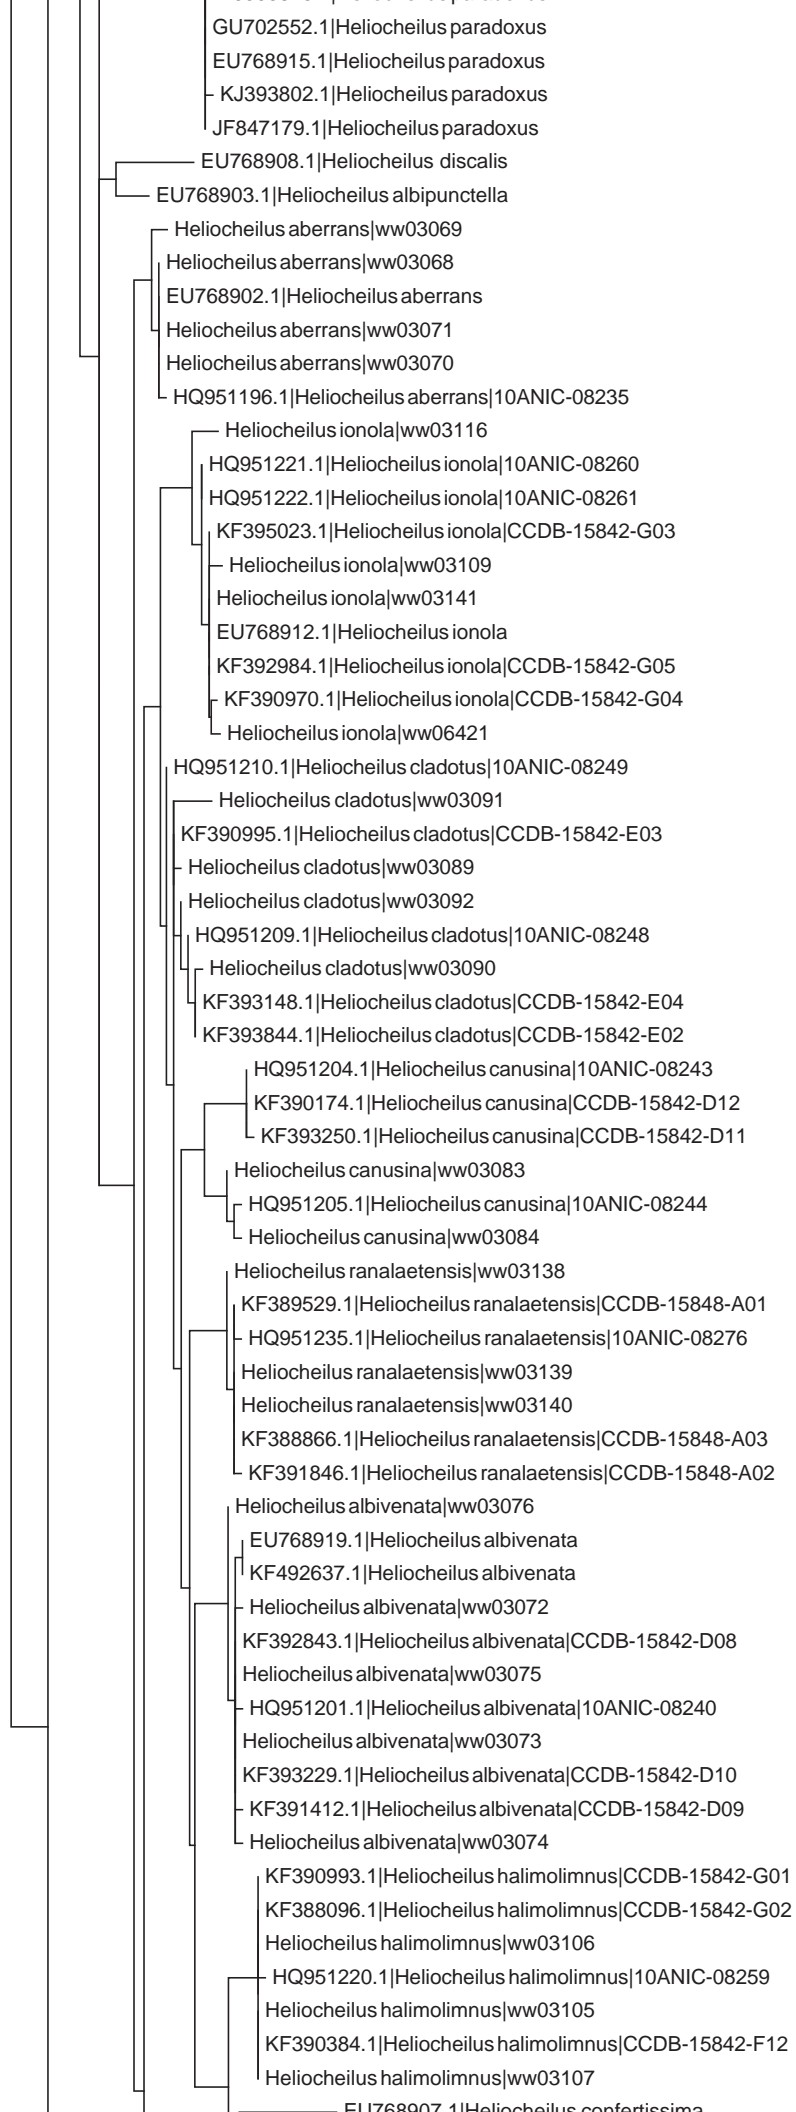 GU702552.1|Heliocheilus paradoxus
EU768915.1|Heliocheilus paradoxus
KJ393802.1|Heliocheilus paradoxus
JF847179.1|Heliocheilus paradoxus
EU768908.1|Heliocheilus discalis
EU768903.1|Heliocheilus albipunctella
Heliocheilus aberrans|ww03069
Heliocheilus aberrans|ww03068
EU768902.1|Heliocheilus aberrans
Heliocheilus aberrans|ww03071
Heliocheilus aberrans|ww03070
HQ951196.1|Heliocheilus aberrans|10ANIC-08235
Heliocheilus ionola|ww03116
HQ951221.1|Heliocheilus ionola|10ANIC-08260
HQ951222.1|Heliocheilus ionola|10ANIC-08261
KF395023.1|Heliocheilus ionola|CCDB-15842-G03
Heliocheilus ionola|ww03109
Heliocheilus ionola|ww03141
EU768912.1|Heliocheilus ionola
KF392984.1|Heliocheilus ionola|CCDB-15842-G05
KF390970.1|Heliocheilus ionola|CCDB-15842-G04
Heliocheilus ionola|ww06421
HQ951210.1|Heliocheilus cladotus|10ANIC-08249
Heliocheilus cladotus|ww03091
KF390995.1|Heliocheilus cladotus|CCDB-15842-E03
Heliocheilus cladotus|ww03089
Heliocheilus cladotus|ww03092
HQ951209.1|Heliocheilus cladotus|10ANIC-08248
Heliocheilus cladotus|ww03090
KF393148.1|Heliocheilus cladotus|CCDB-15842-E04
KF393844.1|Heliocheilus cladotus|CCDB-15842-E02
HQ951204.1|Heliocheilus canusina|10ANIC-08243
KF390174.1|Heliocheilus canusina|CCDB-15842-D12
KF393250.1|Heliocheilus canusina|CCDB-15842-D11
Heliocheilus canusina|ww03083
HQ951205.1|Heliocheilus canusina|10ANIC-08244
Heliocheilus canusina|ww03084
Heliocheilus ranalaetensis|ww03138
KF389529.1|Heliocheilus ranalaetensis|CCDB-15848-A01
HQ951235.1|Heliocheilus ranalaetensis|10ANIC-08276
Heliocheilus ranalaetensis|ww03139
Heliocheilus ranalaetensis|ww03140
KF388866.1|Heliocheilus ranalaetensis|CCDB-15848-A03
KF391846.1|Heliocheilus ranalaetensis|CCDB-15848-A02
Heliocheilus albivenata|ww03076
EU768919.1|Heliocheilus albivenata
KF492637.1|Heliocheilus albivenata
Heliocheilus albivenata|ww03072
KF392843.1|Heliocheilus albivenata|CCDB-15842-D08
Heliocheilus albivenata|ww03075
HQ951201.1|Heliocheilus albivenata|10ANIC-08240
Heliocheilus albivenata|ww03073
KF393229.1|Heliocheilus albivenata|CCDB-15842-D10
KF391412.1|Heliocheilus albivenata|CCDB-15842-D09
Heliocheilus albivenata|ww03074
KF390993.1|Heliocheilus halimolimnus|CCDB-15842-G01
KF388096.1|Heliocheilus halimolimnus|CCDB-15842-G02
Heliocheilus halimolimnus|ww03106
HQ951220.1|Heliocheilus halimolimnus|10ANIC-08259
Heliocheilus halimolimnus|ww03105
KF390384.1|Heliocheilus halimolimnus|CCDB-15842-F12
Heliocheilus halimolimnus|ww03107
EU768907.1|Heliocheilus confertissima